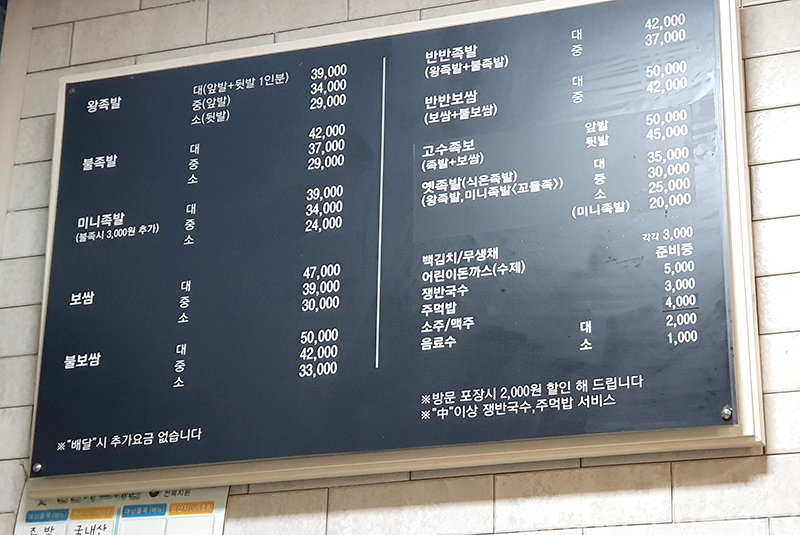 왕족발 대(앞발+뒷발 1인분) 39,000
중(앞발) 34,000
소(뒷발) 29,000
불족발 대 42,000
중 37,000
소 29,000
미니족발 대 39,000
(불족시 3,000원 추가) 중 34,000
소 24,000
보쌈 대 47,000
중 39,000
소 30,000
불보쌈 대 50,000
중 42,000
소 33,000
※"배달"시 추가요금 없습니다
반반족발 대 42,000
(왕족발+불족발) 중 37,000
반반보쌈 대 50,000
(보쌈+불보쌈) 중 42,000
고수족보 앞발 50,000
(족발+보쌈) 뒷발 45,000
옛족발(식은족발) 대 35,000
(왕족발,미니족발<꼬들족>) 중 30,000
소 25,000
(미니족발) 20,000
백김치/무생채 각각 3,000
어린이돈까스(수제) 준비중
쟁반국수 5,000
주먹밥 3,000
소주/맥주 4,000
음료수 대 2,000
소 1,000
※방문 포장시 2,000원 할인 해 드립니다
※"中"이상 쟁반국수,주먹밥 서비스
족 발 국내산